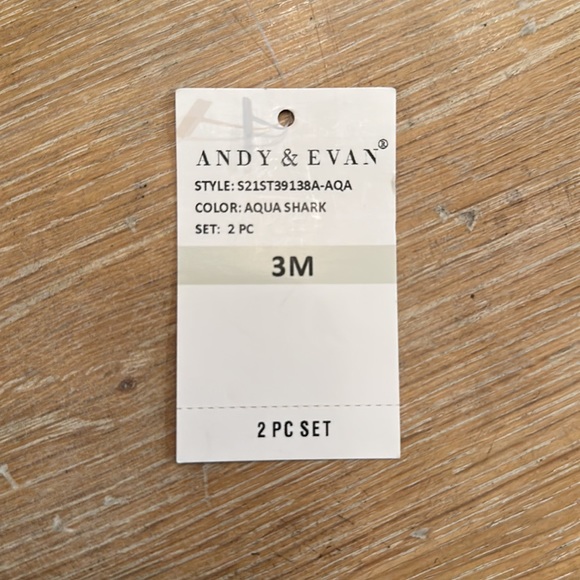 ANDY & EVAN®
STYLE: S21ST39138A-AQA
COLOR: AQUA SHARK
SET: 2 PC
3M
2 PC SET